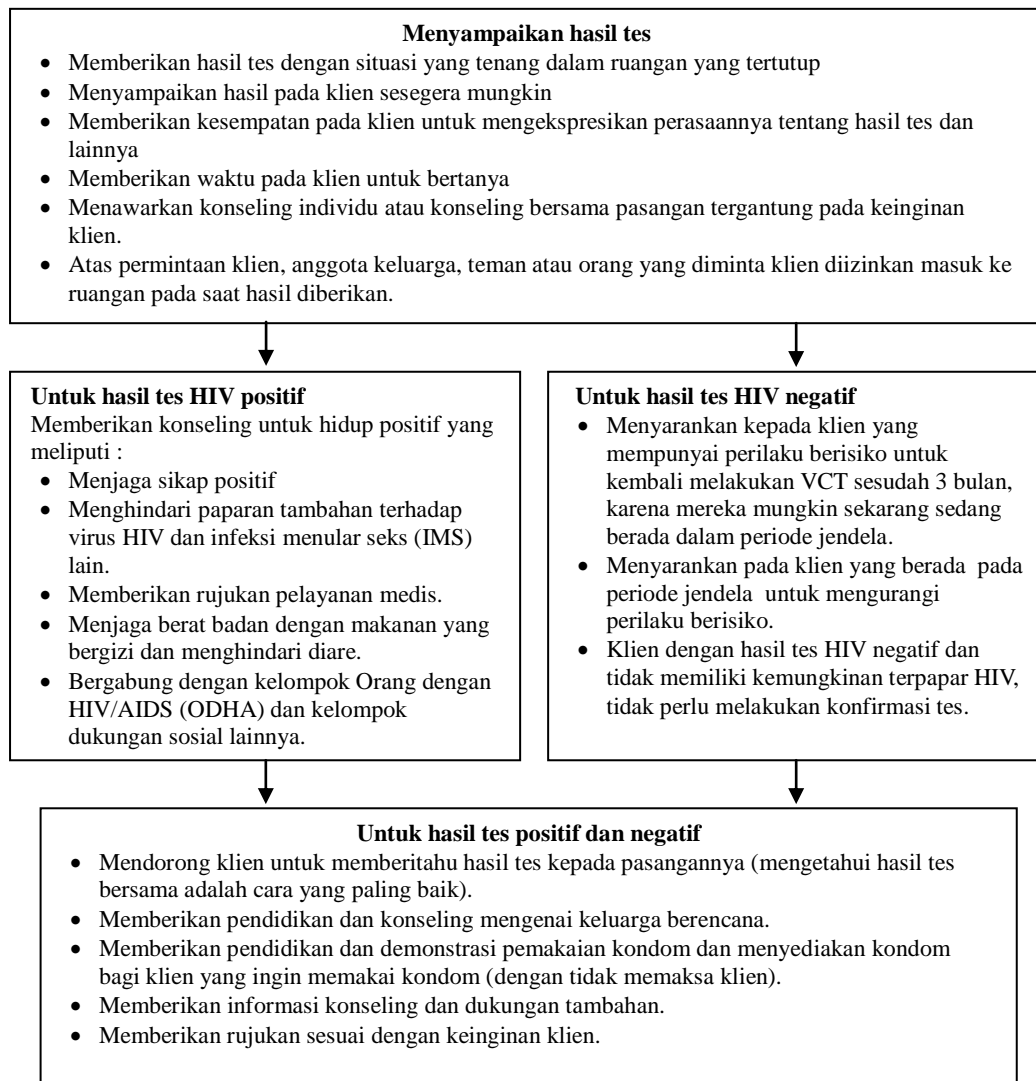 Menyampaikan hasil tes
• Memberikan hasil tes dengan situasi yang tenang dalam ruangan yang tertutup
• Menyampaikan hasil pada klien sesegera mungkin
• Memberikan kesempatan pada klien untuk mengekspresikan perasaannya tentang hasil tes dan
lainnya
• Memberikan waktu pada klien untuk bertanya
• Menawarkan konseling individu atau konseling bersama pasangan tergantung pada keinginan
klien.
• Atas permintaan klien, anggota keluarga, teman atau orang yang diminta klien diizinkan masuk ke
ruangan pada saat hasil diberikan.
Untuk hasil tes HIV positif
Memberikan konseling untuk hidup positif yang
meliputi :
• Menjaga sikap positif
• Menghindari paparan tambahan terhadap
virus HIV dan infeksi menular seks (IMS)
lain.
• Memberikan rujukan pelayanan medis.
• Menjaga berat badan dengan makanan yang
bergizi dan menghindari diare.
• Bergabung dengan kelompok Orang dengan
HIV/AIDS (ODHA) dan kelompok
dukungan sosial lainnya.
Untuk hasil tes HIV negatif
• Menyarankan kepada klien yang
mempunyai perilaku berisiko untuk
kembali melakukan VCT sesudah 3 bulan,
karena mereka mungkin sekarang sedang
berada dalam periode jendela.
• Menyarankan pada klien yang berada pada
periode jendela untuk mengurangi
perilaku berisiko.
• Klien dengan hasil tes HIV negatif dan
tidak memiliki kemungkinan terpapar HIV,
tidak perlu melakukan konfirmasi tes.
Untuk hasil tes positif dan negatif
• Mendorong klien untuk memberitahu hasil tes kepada pasangannya (mengetahui hasil tes
bersama adalah cara yang paling baik).
• Memberikan pendidikan dan konseling mengenai keluarga berencana.
• Memberikan pendidikan dan demonstrasi pemakaian kondom dan menyediakan kondom
bagi klien yang ingin memakai kondom (dengan tidak memaksa klien).
• Memberikan informasi konseling dan dukungan tambahan.
• Memberikan rujukan sesuai dengan keinginan klien.